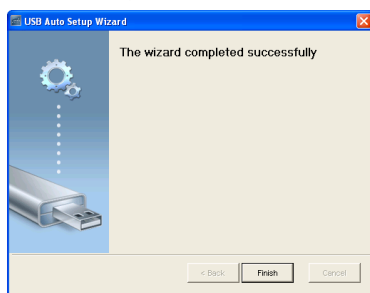 USB Auto Setup Wizard
The wizard completed successfully
< Back Finish Cancel